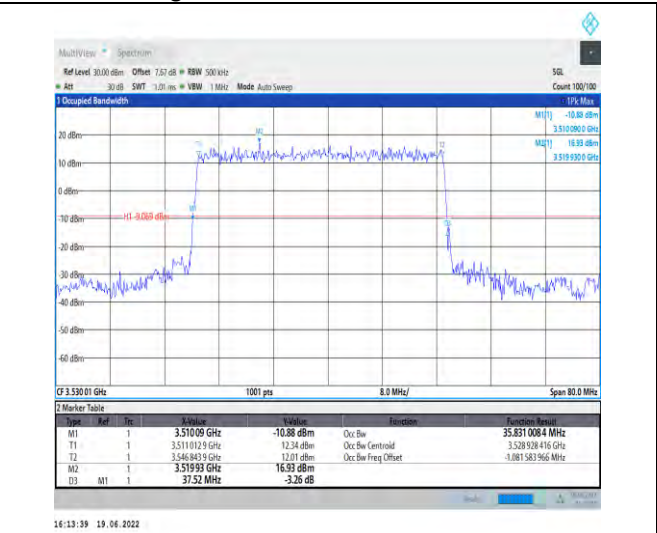 MultiView Spectrum
Ref Level 30.00 dBm Offset 7.67 dB RBW 500 kHz SGL
Att 30 dB SWT 1.01 ms VBW 1 MHz Mode Auto Sweep Count 100/100
1 Occupied Bandwidth 1Pk Max
M1[1] -10.88 dBm
3.510 090 0 GHz
M2[1] 16.93 dBm
3.519 930 0 GHz
20 dBm
10 dBm
0 dBm
-10 dBm
H1 -9.069 dBm
-20 dBm
-30 dBm
-40 dBm
-50 dBm
-60 dBm
T1
M2
T2
M1
D3
CF 3.530 01 GHz 1001 pts 8.0 MHz/ Span 80.0 MHz
2 Marker Table
Type Ref Trc X-Value Y-Value Function Function Result
M1 1 3.510 09 GHz -10.88 dBm Occ Bw 35.831 008 4 MHz
T1 1 3.511 012 9 GHz 12.34 dBm Occ Bw Centroid 3.528 928 416 GHz
T2 1 3.546 843 9 GHz 12.01 dBm Occ Bw Freq Offset -1.081 583 966 MHz
M2 1 3.519 93 GHz 16.93 dBm
D3 M1 1 37.52 MHz -3.26 dB
16:13:39 19.06.2022